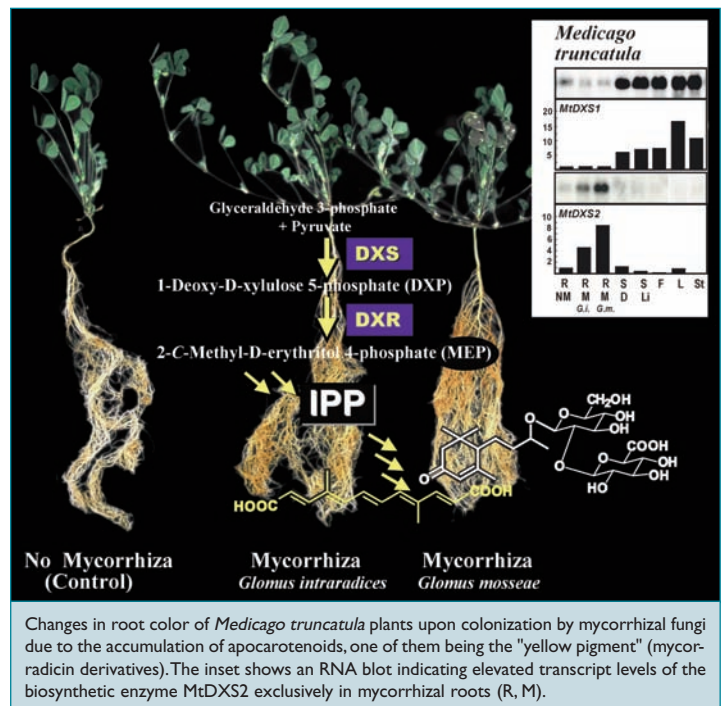 Medicago
truncatula
MtDXS1
20
15
10
5
MtDXS2
10
8
6
4
2
R R R S S F L St
NM M M D Li
G.i. G.m.
Glyceraldehyde 3-phosphate
+ Pyruvate
DXS
1-Deoxy-D-xylulose 5-phosphate (DXP)
DXR
2-C-Methyl-D-erythritol 4-phosphate (MEP)
IPP
CH2OH
O
O
OH
OH
COOH
O
O
OH
OH
HO
OH
O
HOOC
COOH
No Mycorrhiza
(Control)
Mycorrhiza
Glomus intraradices
Mycorrhiza
Glomus mosseae
Changes in root color of Medicago truncatula plants upon colonization by mycorrhizal fungi
due to the accumulation of apocarotenoids, one of them being the "yellow pigment" (mycor-
radicin derivatives). The inset shows an RNA blot indicating elevated transcript levels of the
biosynthetic enzyme MtDXS2 exclusively in mycorrhizal roots (R, M).